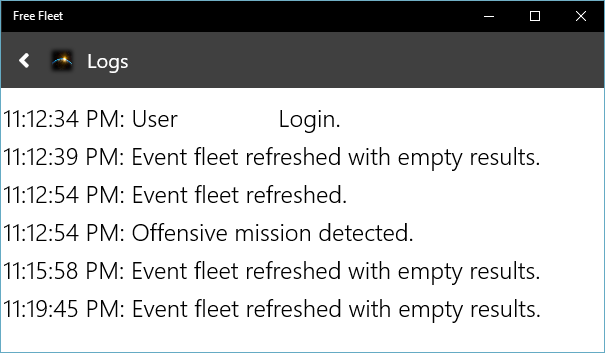 Free Fleet
Logs
11:12:34 PM: User Login.
11:12:39 PM: Event fleet refreshed with empty results.
11:12:54 PM: Event fleet refreshed.
11:12:54 PM: Offensive mission detected.
11:15:58 PM: Event fleet refreshed with empty results.
11:19:45 PM: Event fleet refreshed with empty results.